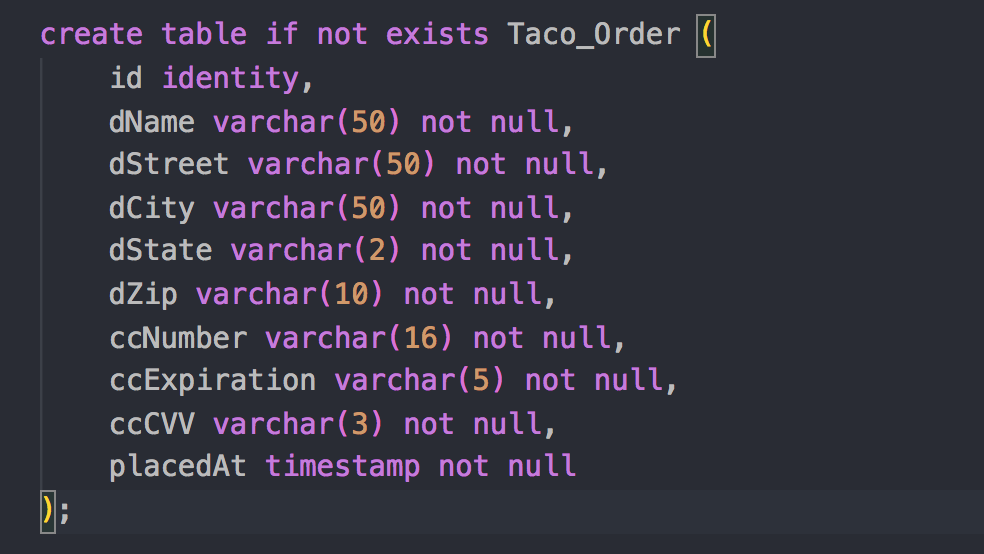 create table if not exists Taco_Order (
    id identity,
    dName varchar(50) not null,
    dStreet varchar(50) not null,
    dCity varchar(50) not null,
    dState varchar(2) not null,
    dZip varchar(10) not null,
    ccNumber varchar(16) not null,
    ccExpiration varchar(5) not null,
    ccCVV varchar(3) not null,
    placedAt timestamp not null
);